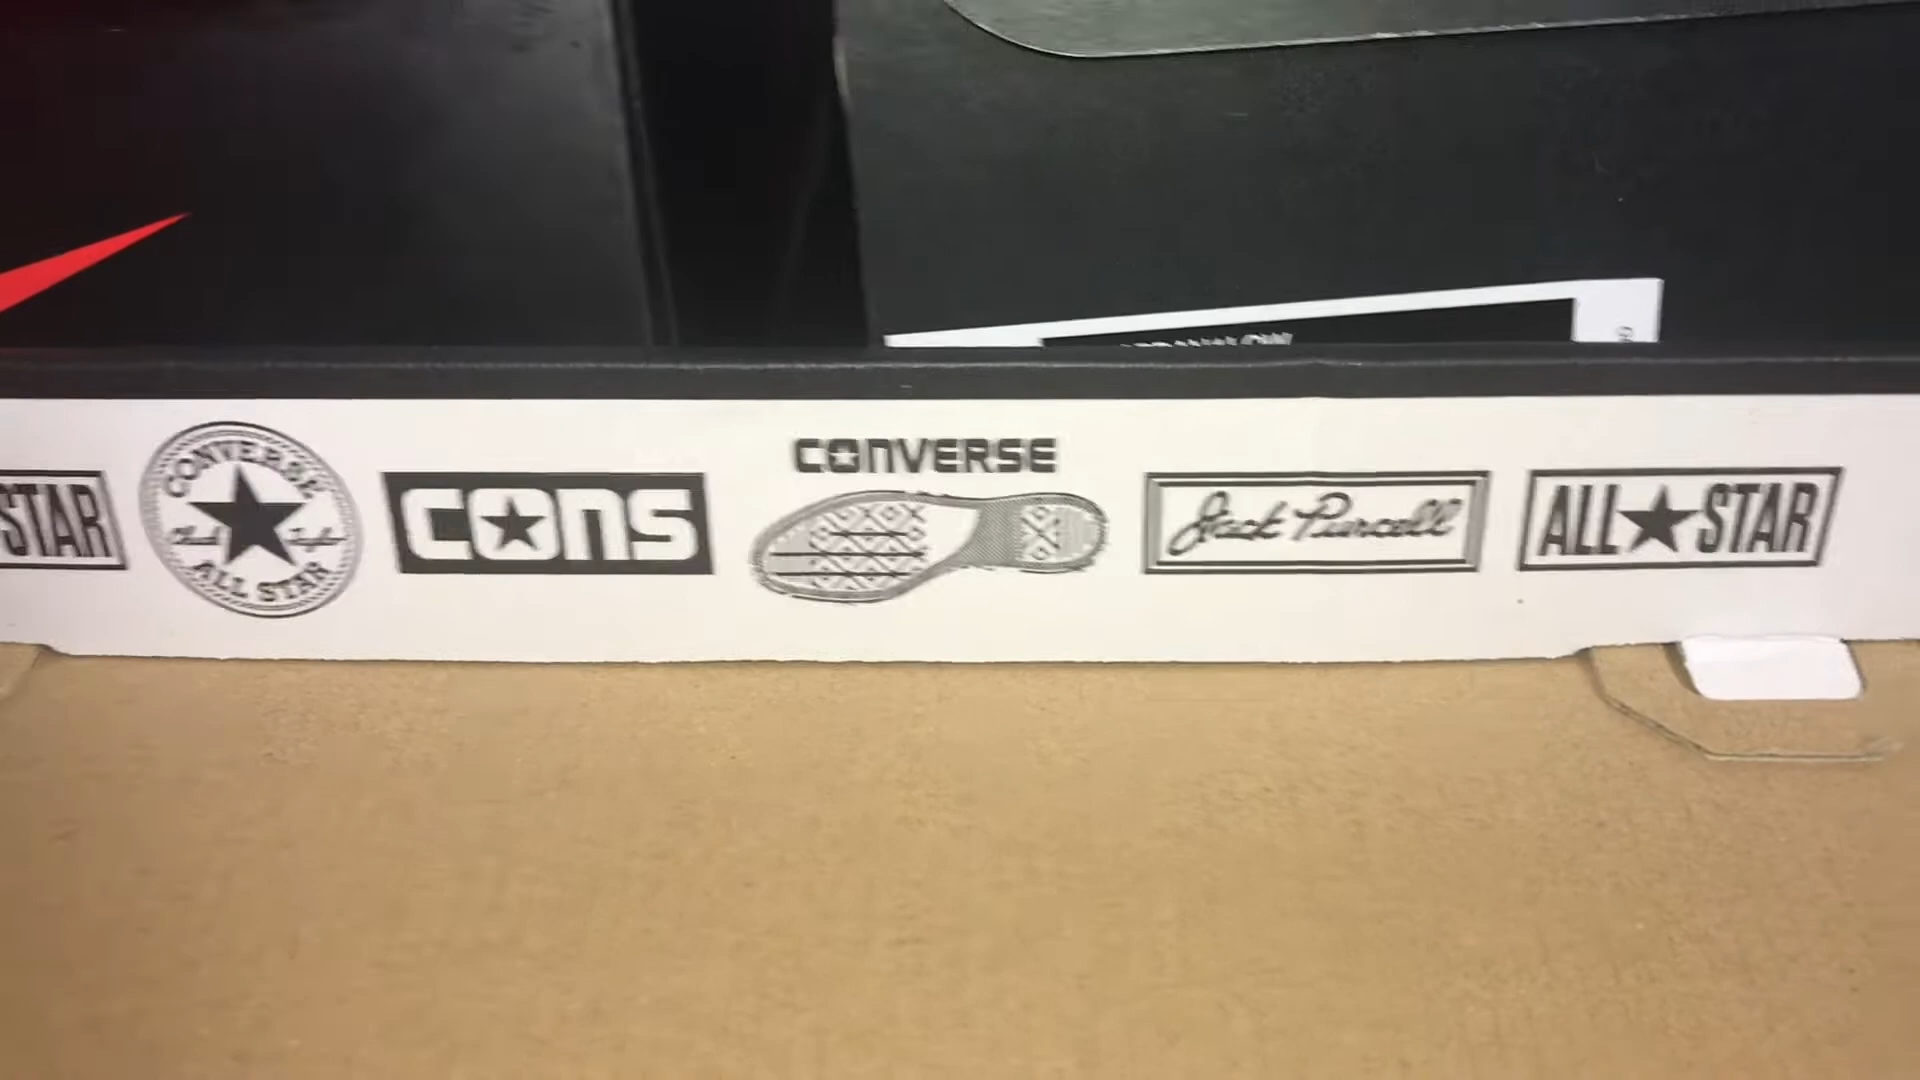 STAR
CONVERSE
Chuck Taylor
ALL STAR
CONS
CONVERSE
Jack Purcell
ALL STAR